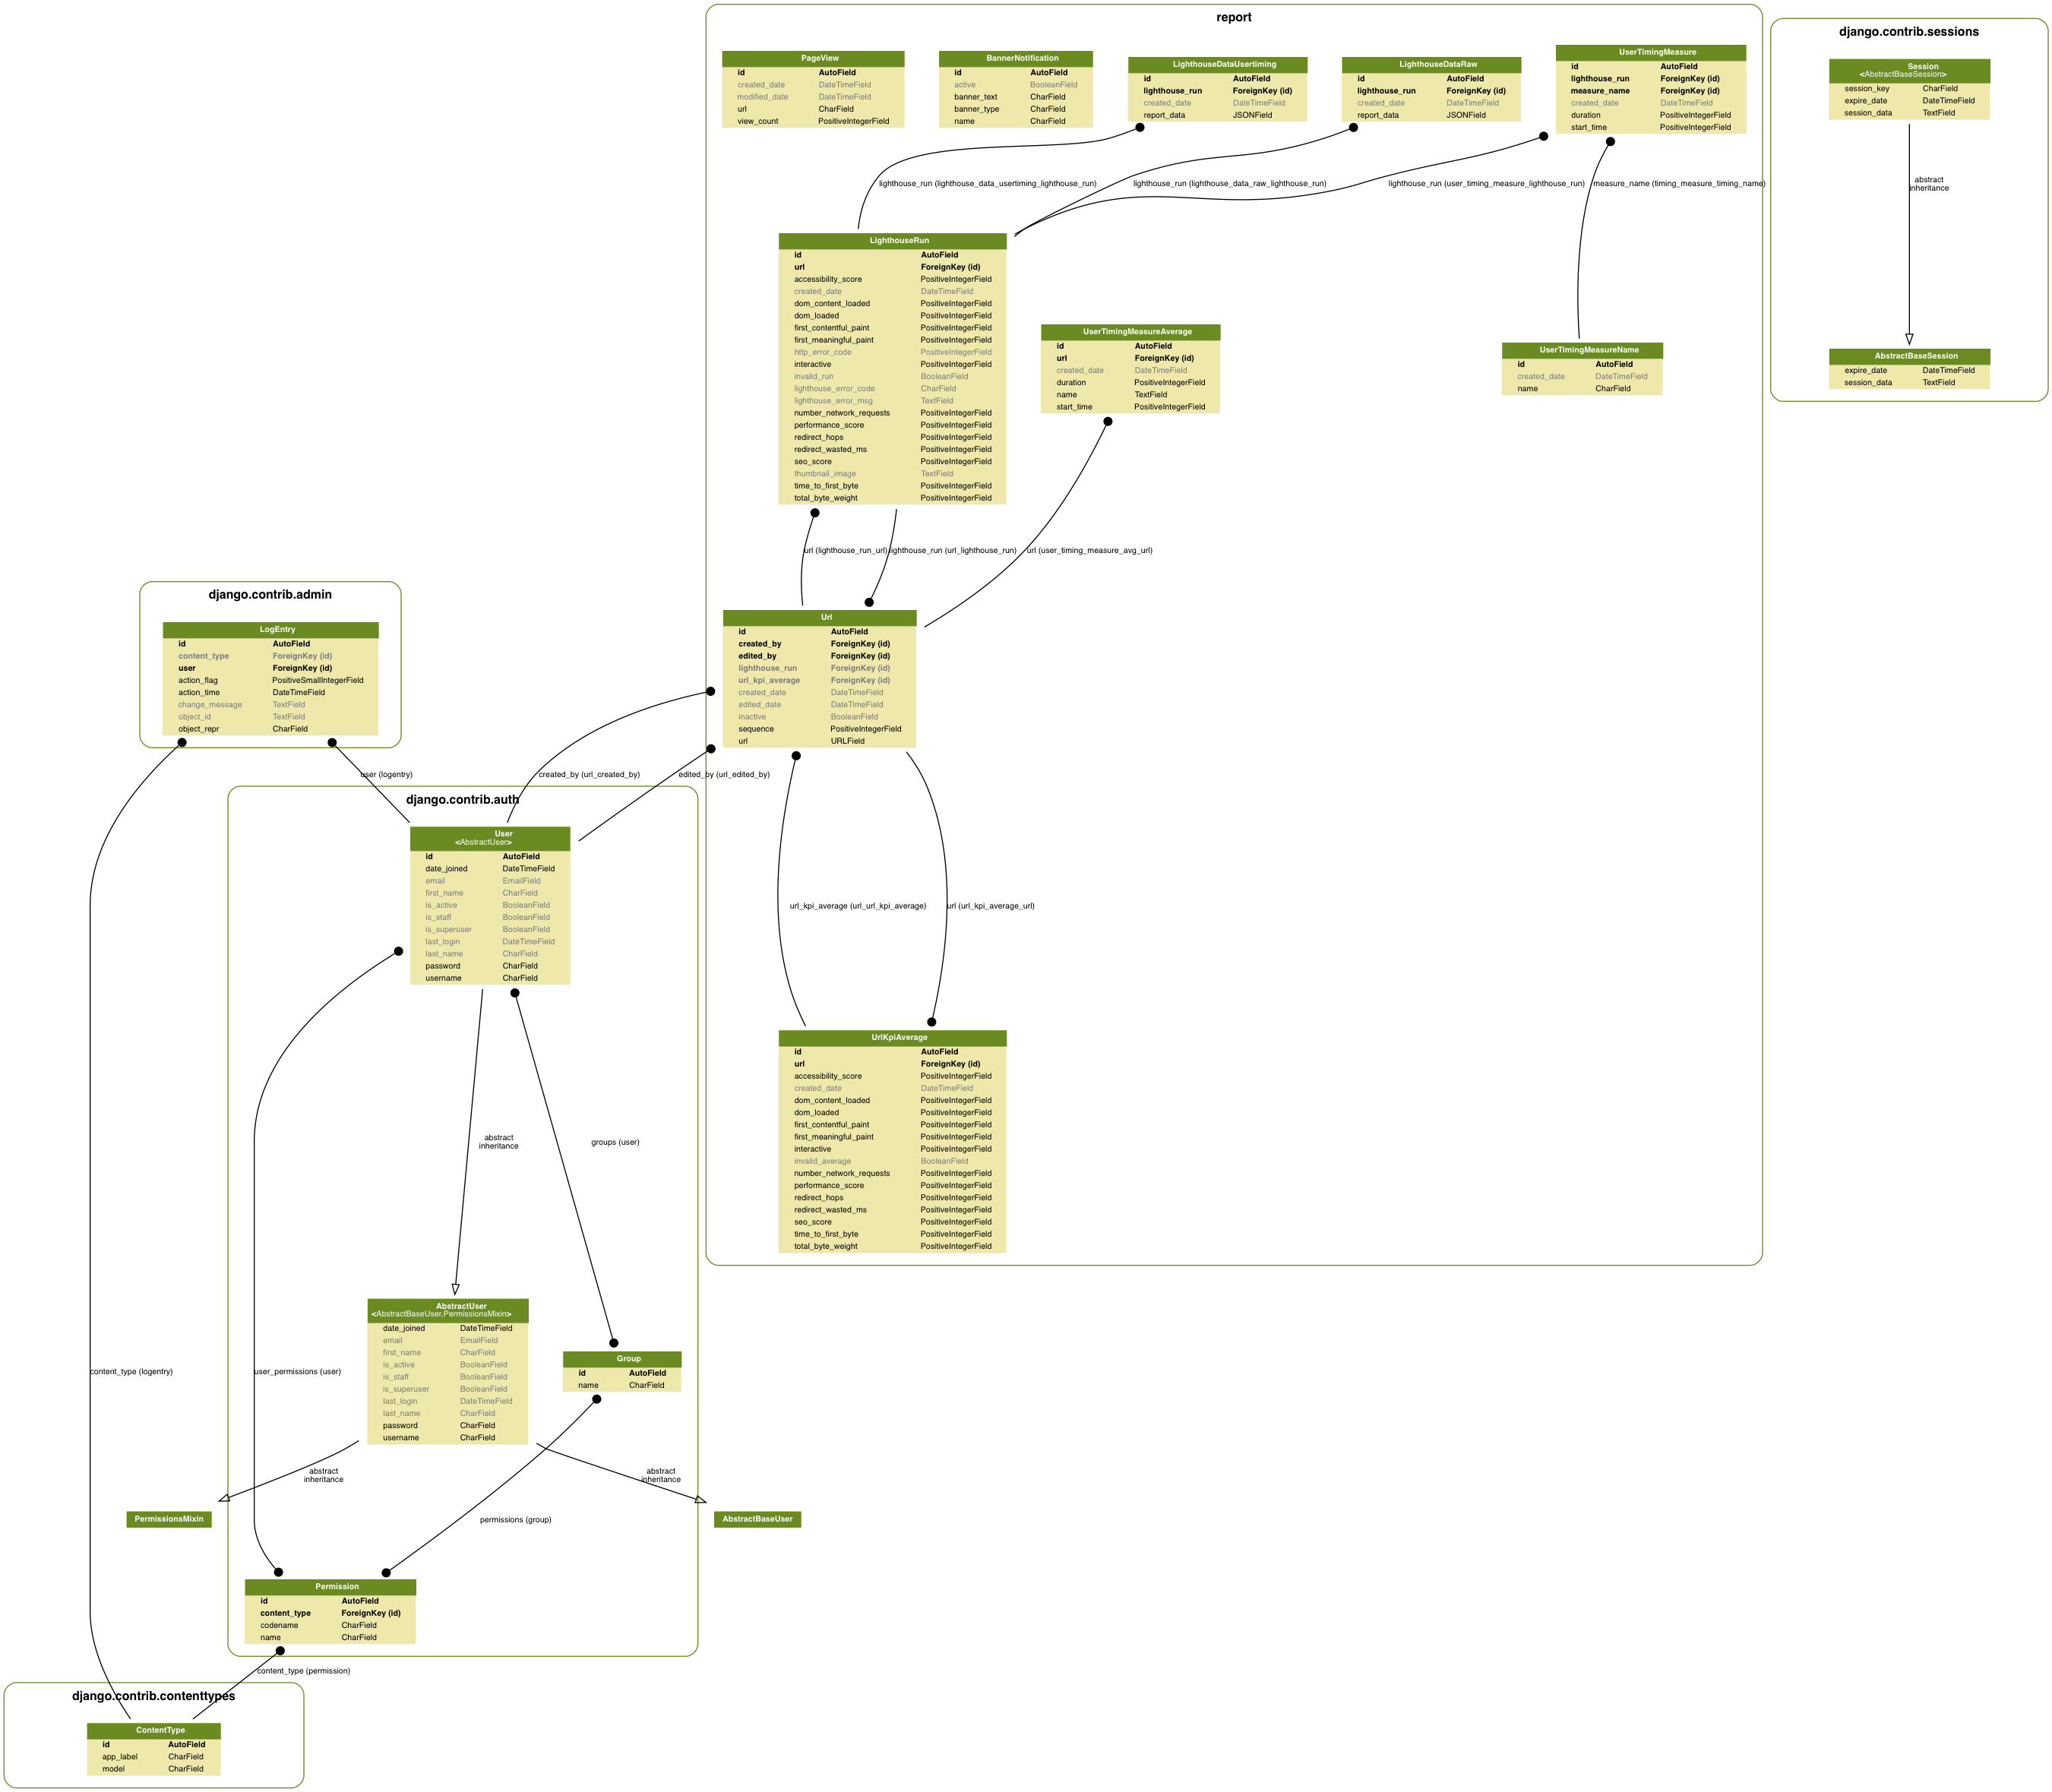 report
PageView
id AutoField
created_date DateTimeField
modified_date DateTimeField
url CharField
view_count PositiveIntegerField
BannerNotification
id AutoField
active BooleanField
banner_text CharField
banner_type CharField
name CharField
LighthouseDataUsertiming
id AutoField
lighthouse_run ForeignKey (id)
created_date DateTimeField
report_data JSONField
LighthouseDataRaw
id AutoField
lighthouse_run ForeignKey (id)
created_date DateTimeField
report_data JSONField
UserTimingMeasure
id AutoField
lighthouse_run ForeignKey (id)
measure_name ForeignKey (id)
created_date DateTimeField
duration PositiveIntegerField
start_time PositiveIntegerField
django.contrib.sessions
Session
<AbstractBaseSession>
session_key CharField
expire_date DateTimeField
session_data TextField
abstract
inheritance
AbstractBaseSession
expire_date DateTimeField
session_data TextField
lighthouse_run (lighthouse_data_usertiming_lighthouse_run)
lighthouse_run (lighthouse_data_raw_lighthouse_run)
lighthouse_run (user_timing_measure_lighthouse_run)
measure_name (timing_measure_timing_name)
LighthouseRun
id AutoField
url ForeignKey (id)
accessibility_score PositiveIntegerField
created_date DateTimeField
dom_content_loaded PositiveIntegerField
dom_loaded PositiveIntegerField
first_contentful_paint PositiveIntegerField
first_meaningful_paint PositiveIntegerField
http_error_code PositiveIntegerField
interactive PositiveIntegerField
invalid_run BooleanField
lighthouse_error_code CharField
lighthouse_error_msg TextField
number_network_requests PositiveIntegerField
performance_score PositiveIntegerField
redirect_hops PositiveIntegerField
redirect_wasted_ms PositiveIntegerField
seo_score PositiveIntegerField
thumbnail_image TextField
time_to_first_byte PositiveIntegerField
total_byte_weight PositiveIntegerField
UserTimingMeasureAverage
id AutoField
url ForeignKey (id)
created_date DateTimeField
duration PositiveIntegerField
name TextField
start_time PositiveIntegerField
UserTimingMeasureName
id AutoField
created_date DateTimeField
name CharField
url (lighthouse_run_url)
lighthouse_run (url_lighthouse_run)
url (user_timing_measure_avg_url)
django.contrib.admin
LogEntry
id AutoField
content_type ForeignKey (id)
user ForeignKey (id)
action_flag PositiveSmallIntegerField
action_time DateTimeField
change_message TextField
object_id TextField
object_repr CharField
Url
id AutoField
created_by ForeignKey (id)
edited_by ForeignKey (id)
lighthouse_run ForeignKey (id)
url_kpi_average ForeignKey (id)
created_date DateTimeField
edited_date DateTimeField
inactive BooleanField
sequence PositiveIntegerField
url URLField
user (logentry)
created_by (url_created_by)
edited_by (url_edited_by)
django.contrib.auth
User
<AbstractUser>
id AutoField
date_joined DateTimeField
email EmailField
first_name CharField
is_active BooleanField
is_staff BooleanField
is_superuser BooleanField
last_login DateTimeField
last_name CharField
password CharField
username CharField
url_kpi_average (url_url_kpi_average)
url (url_kpi_average_url)
UrlKpiAverage
id AutoField
url ForeignKey (id)
accessibility_score PositiveIntegerField
created_date DateTimeField
dom_content_loaded PositiveIntegerField
dom_loaded PositiveIntegerField
first_contentful_paint PositiveIntegerField
first_meaningful_paint PositiveIntegerField
interactive PositiveIntegerField
invalid_average BooleanField
number_network_requests PositiveIntegerField
performance_score PositiveIntegerField
redirect_hops PositiveIntegerField
redirect_wasted_ms PositiveIntegerField
seo_score PositiveIntegerField
time_to_first_byte PositiveIntegerField
total_byte_weight PositiveIntegerField
abstract
inheritance
groups (user)
AbstractUser
<AbstractBaseUser,PermissionsMixin>
date_joined DateTimeField
email EmailField
first_name CharField
is_active BooleanField
is_staff BooleanField
is_superuser BooleanField
last_login DateTimeField
last_name CharField
password CharField
username CharField
Group
id AutoField
name CharField
content_type (logentry)
user_permissions (user)
abstract
inheritance
abstract
inheritance
PermissionsMixin
permissions (group)
AbstractBaseUser
Permission
id AutoField
content_type ForeignKey (id)
codename CharField
name CharField
content_type (permission)
django.contrib.contenttypes
ContentType
id AutoField
app_label CharField
model CharField